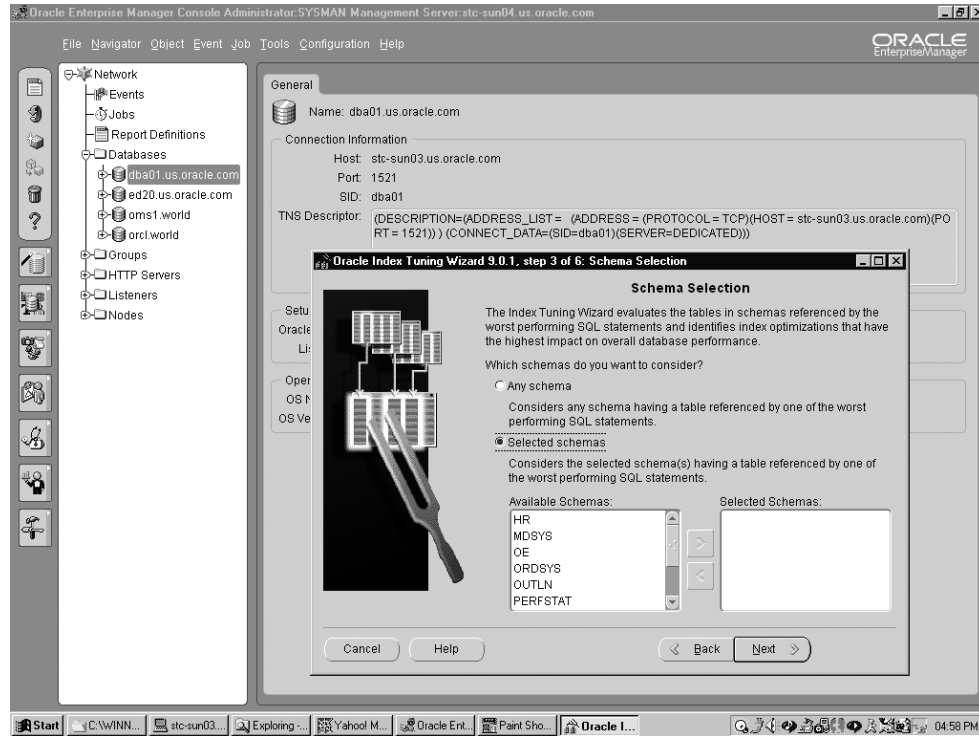 Oracle Enterprise Manager Console Administrator:SYSMAN Management Server:stc-sun04.us.oracle.com
File Navigator Object Event Job Tools Configuration Help
ORACLE
EnterpriseManager
Network
Events
Jobs
Report Definitions
Databases
dba01.us.oracle.com
ed20.us.oracle.com
oms1.world
orcl.world
Groups
HTTP Servers
Listeners
Nodes
General
Name: dba01.us.oracle.com
Connection Information
Host: stc-sun03.us.oracle.com
Port: 1521
SID: dba01
TNS Descriptor: (DESCRIPTION=(ADDRESS_LIST = (ADDRESS = (PROTOCOL = TCP)(HOST = stc-sun03.us.oracle.com)(PO
RT = 1521)) ) (CONNECT_DATA=(SID=dba01)(SERVER=DEDICATED)))
Setu
Oracle
Li
Oper
OS N
OS Ve
Oracle Index Tuning Wizard 9.0.1, step 3 of 6: Schema Selection
Schema Selection
The Index Tuning Wizard evaluates the tables in schemas referenced by the
worst performing SQL statements and identifies index optimizations that have
the highest impact on overall database performance.
Which schemas do you want to consider?
Any schema
Considers any schema having a table referenced by one of the worst
performing SQL statements.
Selected schemas
Considers the selected schema(s) having a table referenced by one of
the worst performing SQL statements.
Available Schemas: Selected Schemas:
HR
MDSYS
OE
ORDSYS
OUTLN
PERFSTAT
Cancel Help Back Next
Start C:\WINN... stc-sun03.... Exploring -... Yahoo! M... Oracle Ent... Paint Sho... Oracle I... 04:58 PM